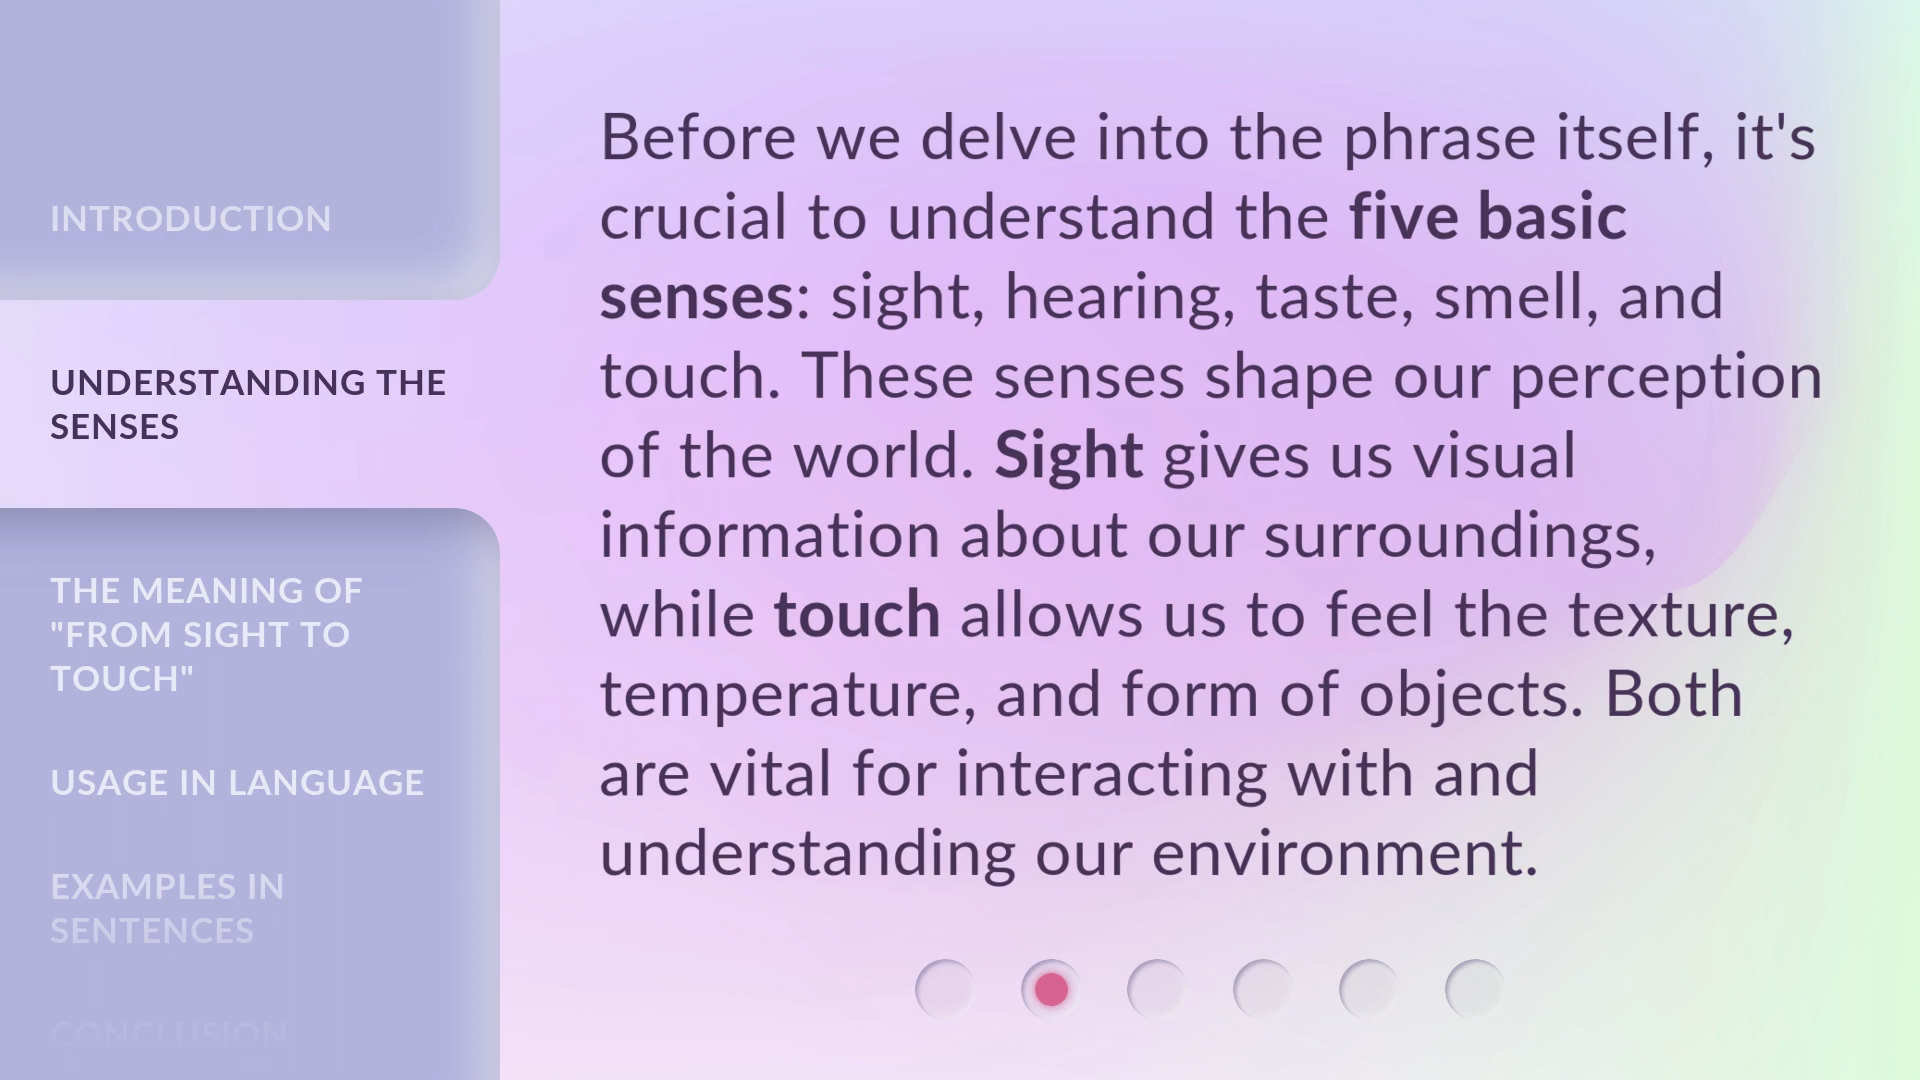 INTRODUCTION
UNDERSTANDING THE
SENSES
THE MEANING OF
"FROM SIGHT TO
TOUCH"
USAGE IN LANGUAGE
EXAMPLES IN
SENTENCES
CONCLUSION
Before we delve into the phrase itself, it's
crucial to understand the five basic
senses: sight, hearing, taste, smell, and
touch. These senses shape our perception
of the world. Sight gives us visual
information about our surroundings,
while touch allows us to feel the texture,
temperature, and form of objects. Both
are vital for interacting with and
understanding our environment.